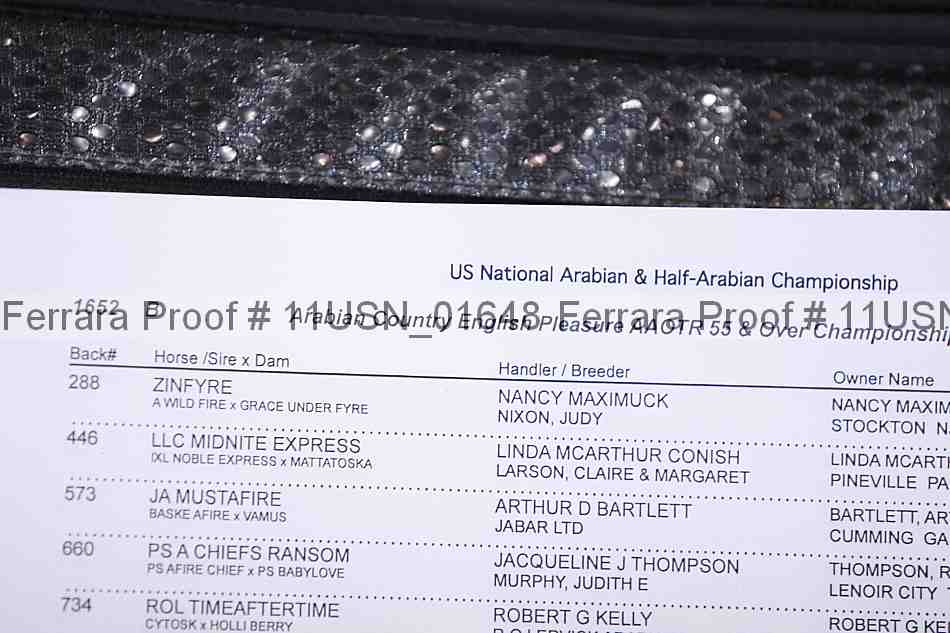 US National Arabian & Half-Arabian Championship
1652 B Arabian Country English Pleasure AAOTR 55 & Over Championship
Ferrara Proof # 11USN_01648 Ferrara Proof # 11USN
Back# Horse /Sire x Dam Handler / Breeder Owner Name
288 ZINFYRE NANCY MAXIMUCK NANCY MAXIM
A WILD FIRE x GRACE UNDER FYRE NIXON, JUDY STOCKTON
446 LLC MIDNITE EXPRESS LINDA MCARTHUR CONISH LINDA MCARTH
IXL NOBLE EXPRESS x MATTATOSKA LARSON, CLAIRE & MARGARET PINEVILLE PA
573 JA MUSTAFIRE ARTHUR D BARTLETT BARTLETT, AR
BASKE AFIRE x VAMUS JABAR LTD CUMMING GA
660 PS A CHIEFS RANSOM JACQUELINE J THOMPSON THOMPSON, R
PS AFIRE CHIEF x PS BABYLOVE MURPHY, JUDITH E LENOIR CITY
734 ROL TIMEAFTERTIME ROBERT G KELLY ROBERT G KE
CYTOSK x HOLLI BERRY